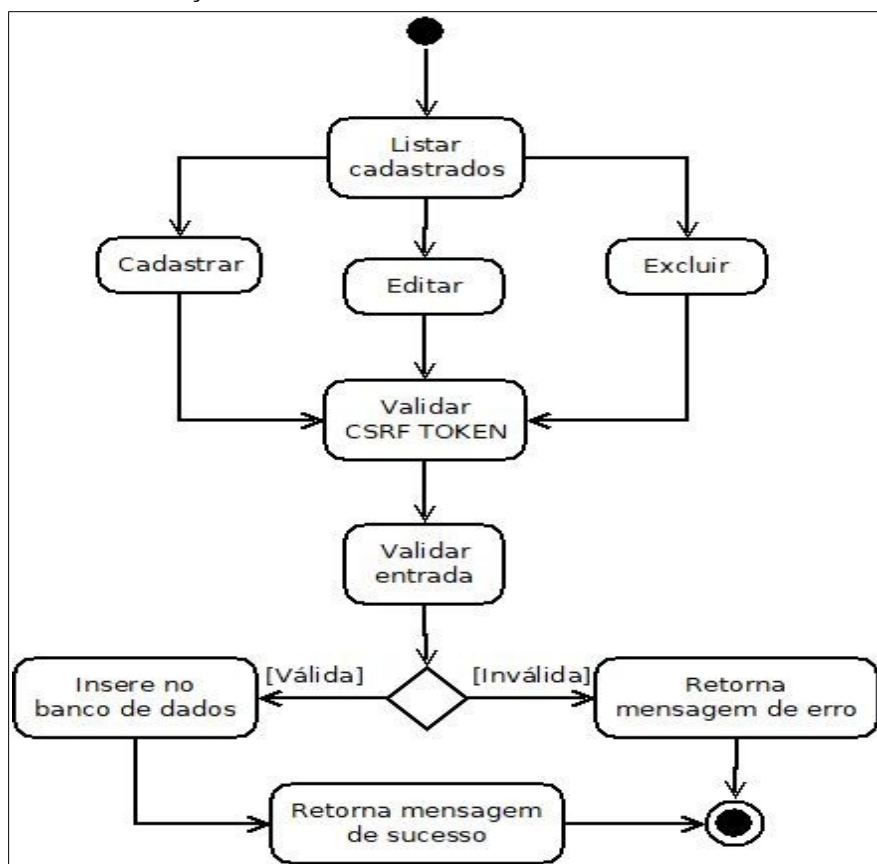 Listar
cadastrados
Cadastrar
Editar
Excluir
Validar
CSRF TOKEN
Validar
entrada
[Válida]
[Inválida]
Insere no
banco de dados
Retorna
mensagem de erro
Retorna mensagem
de sucesso